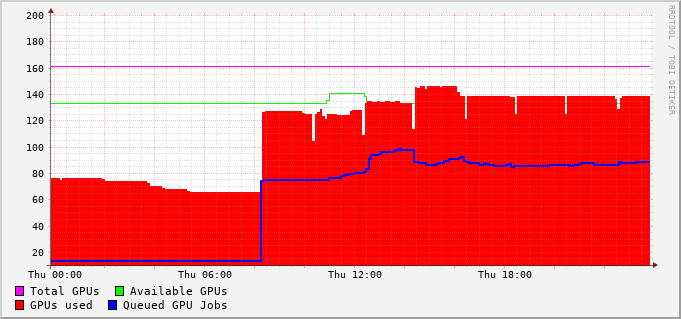 RRDTOOL / TOBI OETIKER
200
180
160
140
120
100
80
60
40
20
Thu 00:00 Thu 06:00 Thu 12:00 Thu 18:00
Total GPUs Available GPUs
GPUs used Queued GPU Jobs